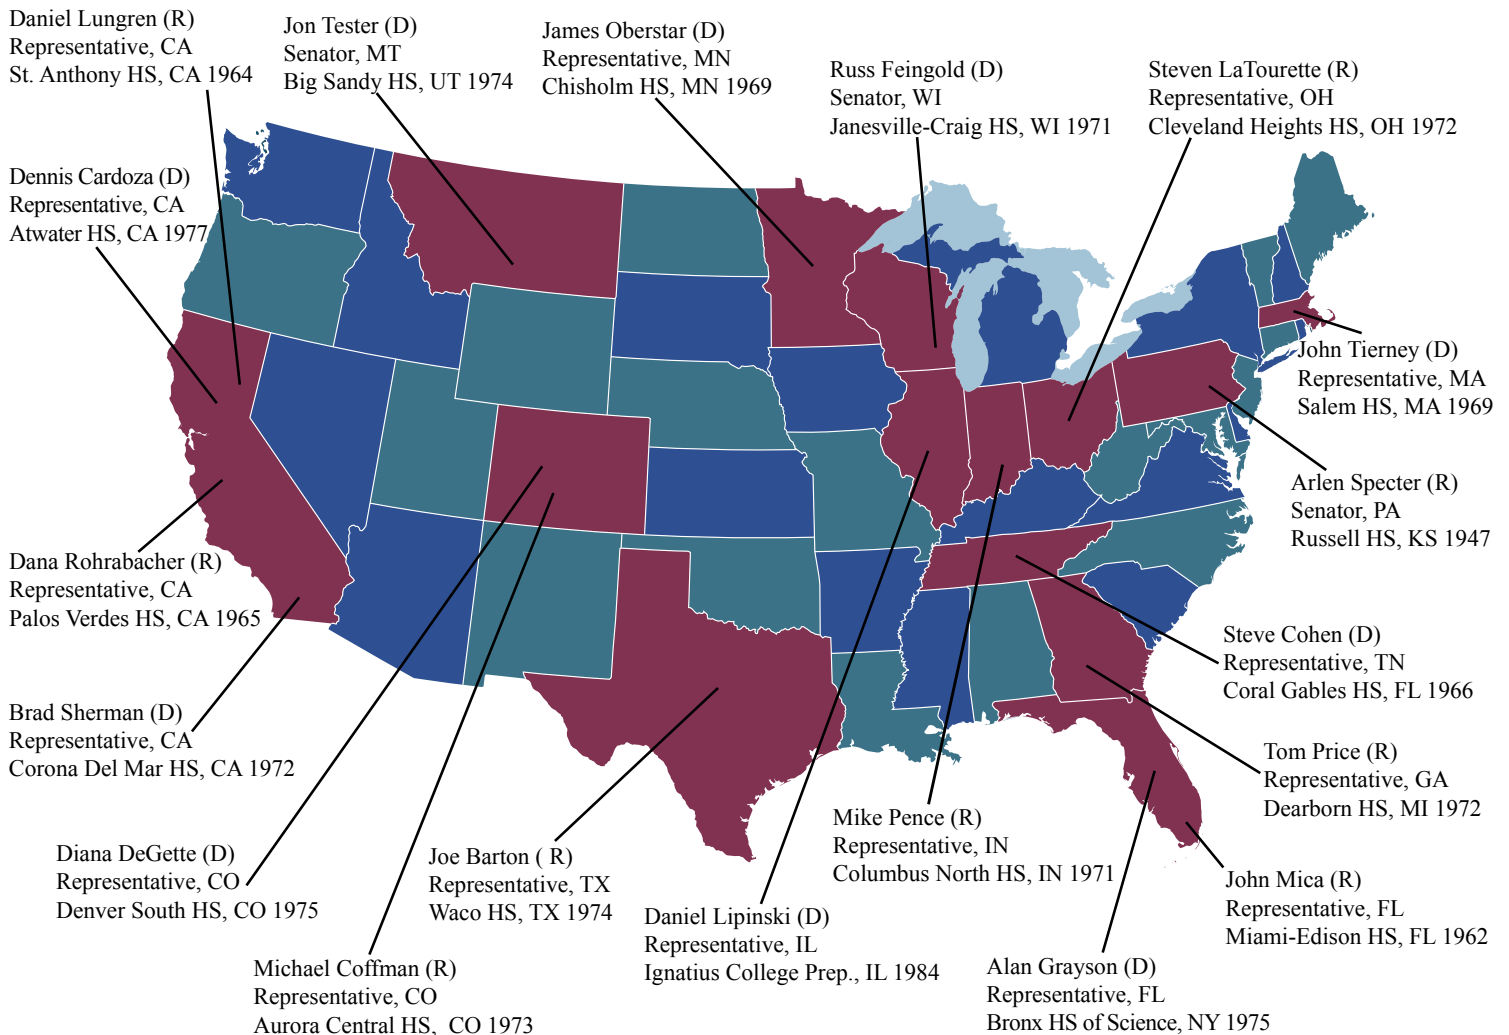 Daniel Lungren (R)
Representative, CA
St. Anthony HS, CA 1964
Jon Tester (D)
Senator, MT
Big Sandy HS, UT 1974
James Oberstar (D)
Representative, MN
Chisholm HS, MN 1969
Russ Feingold (D)
Senator, WI
Janesville-Craig HS, WI 1971
Steven LaTourette (R)
Representative, OH
Cleveland Heights HS, OH 1972
Dennis Cardoza (D)
Representative, CA
Atwater HS, CA 1977
John Tierney (D)
Representative, MA
Salem HS, MA 1969
Arlen Specter (R)
Senator, PA
Russell HS, KS 1947
Dana Rohrabacher (R)
Representative, CA
Palos Verdes HS, CA 1965
Steve Cohen (D)
Representative, TN
Coral Gables HS, FL 1966
Brad Sherman (D)
Representative, CA
Corona Del Mar HS, CA 1972
Tom Price (R)
Representative, GA
Dearborn HS, MI 1972
Mike Pence (R)
Representative, IN
Columbus North HS, IN 1971
Diana DeGette (D)
Representative, CO
Denver South HS, CO 1975
Joe Barton ( R)
Representative, TX
Waco HS, TX 1974
John Mica (R)
Representative, FL
Miami-Edison HS, FL 1962
Daniel Lipinski (D)
Representative, IL
Ignatius College Prep., IL 1984
Michael Coffman (R)
Representative, CO
Aurora Central HS, CO 1973
Alan Grayson (D)
Representative, FL
Bronx HS of Science, NY 1975